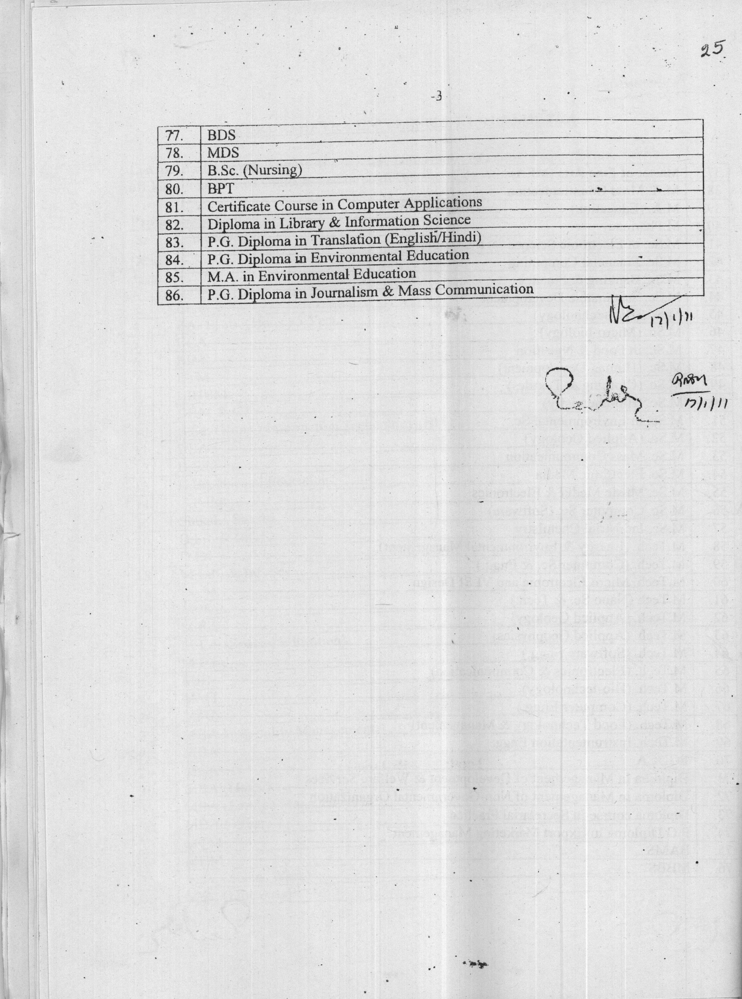 25
-3
77. BDS
78. MDS
79. B.Sc. (Nursing)
80. BPT
81. Certificate Course in Computer Applications
82. Diploma in Library & Information Science
83. P.G. Diploma in Translation (English/Hindi)
84. P.G. Diploma in Environmental Education
85. M.A. in Environmental Education
86. P.G. Diploma in Journalism & Mass Communication
17/1/11
17/1/11